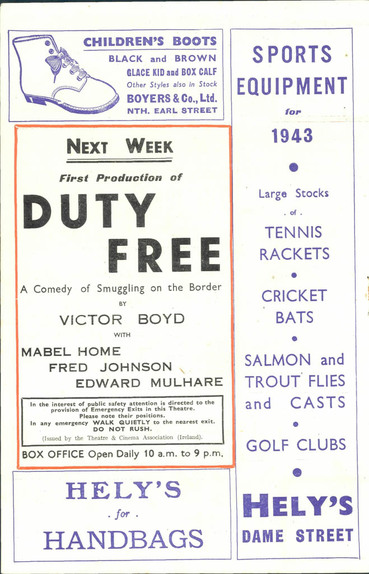 CHILDREN'S BOOTS
BLACK and BROWN
GLACE KID and BOX CALF
Other Styles also in Stock
BOYERS & Co., Ltd.
NTH. EARL STREET
NEXT WEEK
First Production of
DUTY
FREE
A Comedy of Smuggling on the Border
BY
VICTOR BOYD
WITH
MABEL HOME
FRED JOHNSON
EDWARD MULHARE
In the interest of public safety attention is directed to the
provision of Emergency Exits in this Theatre.
Please note their positions.
In any emergency WALK QUIETLY to the nearest exit.
DO NOT RUSH.
(Issued by the Theatre & Cinema Association (Ireland).
BOX OFFICE Open Daily 10 a.m. to 9 p.m.
HELY'S
. for .
HANDBAGS
SPORTS
EQUIPMENT
for
1943
•
Large Stocks
. of .
TENNIS
RACKETS
•
CRICKET
BATS
•
SALMON and
TROUT FLIES
and CASTS
•
GOLF CLUBS
•
HELY'S
DAME STREET